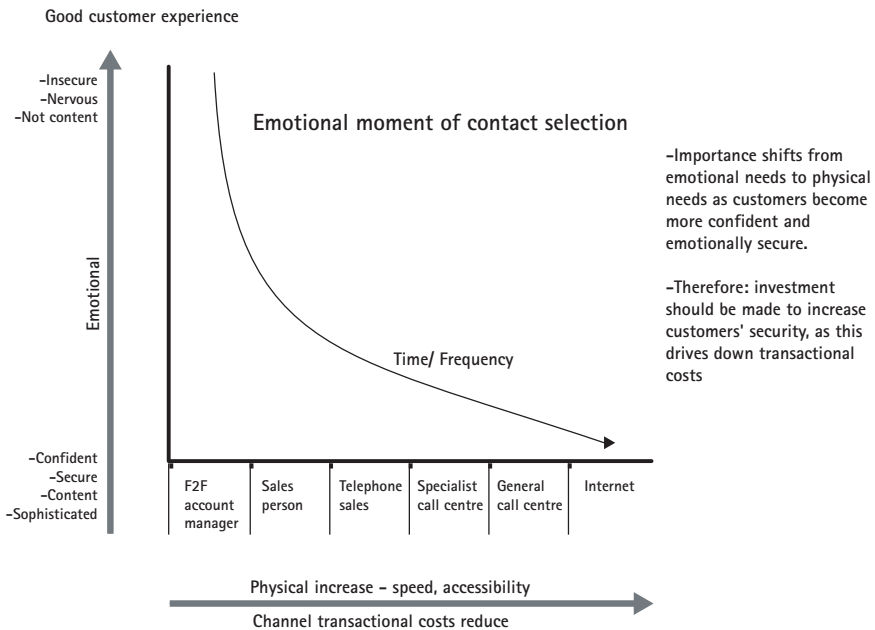 Good customer experience
-Insecure
-Nervous
-Not content
Emotional moment of contact selection
-Importance shifts from
emotional needs to physical
needs as customers become
more confident and
emotionally secure.
-Therefore: investment
should be made to increase
customers' security, as this
drives down transactional
costs
Emotional
Time/ Frequency
-Confident
-Secure
-Content
-Sophisticated
F2F
account
manager
Sales
person
Telephone
sales
Specialist
call centre
General
call centre
Internet
Physical increase - speed, accessibility
Channel transactional costs reduce